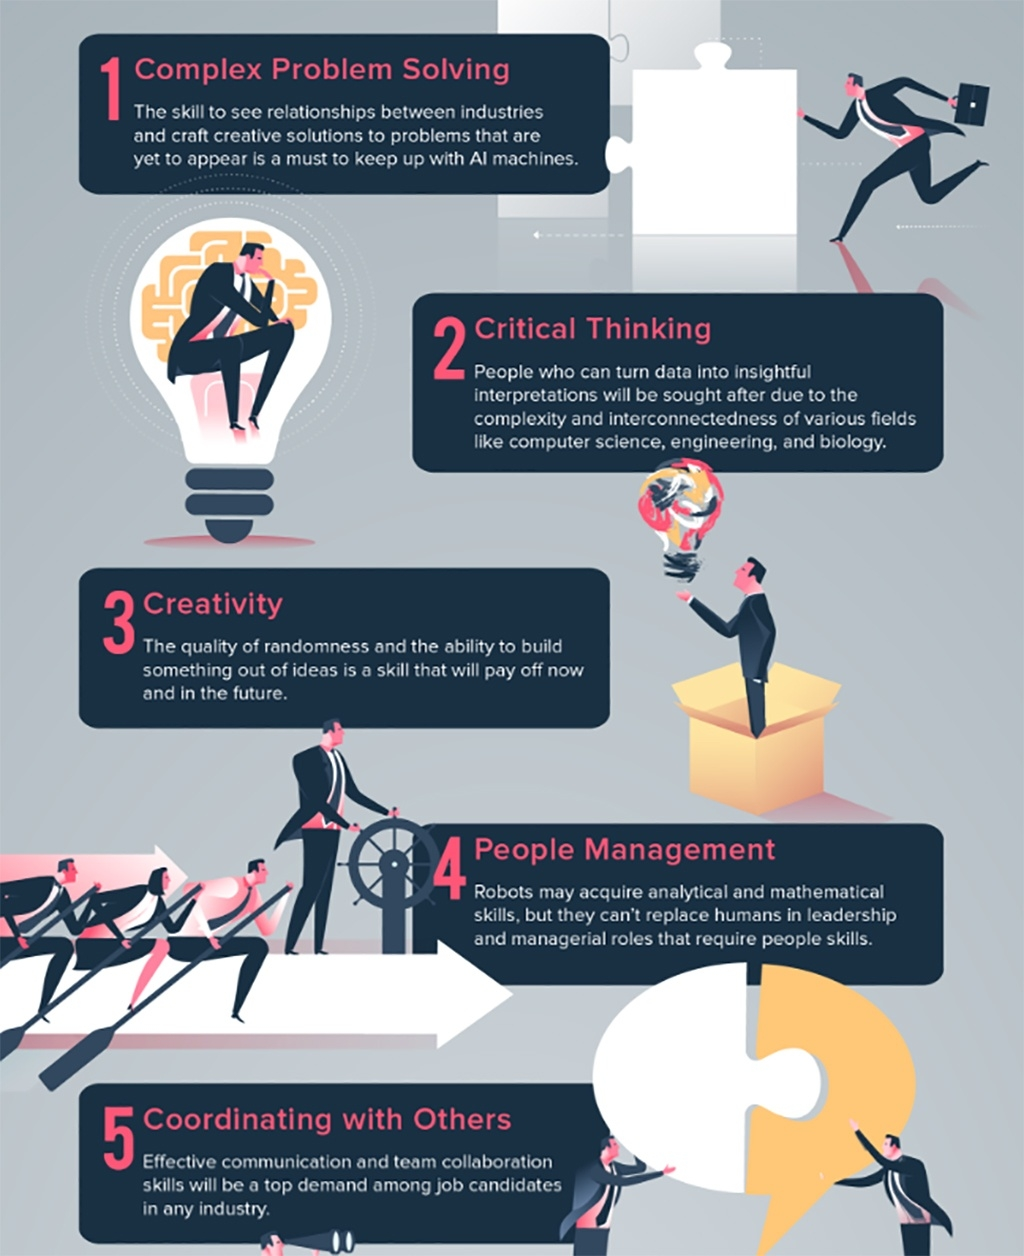 1 Complex Problem Solving
The skill to see relationships between industries
and craft creative solutions to problems that are
yet to appear is a must to keep up with AI machines.
2 Critical Thinking
People who can turn data into insightful
interpretations will be sought after due to the
complexity and interconnectedness of various fields
like computer science, engineering, and biology.
3 Creativity
The quality of randomness and the ability to build
something out of ideas is a skill that will pay off now
and in the future.
4 People Management
Robots may acquire analytical and mathematical
skills, but they can't replace humans in leadership
and managerial roles that require people skills.
5 Coordinating with Others
Effective communication and team collaboration
skills will be a top demand among job candidates
in any industry.